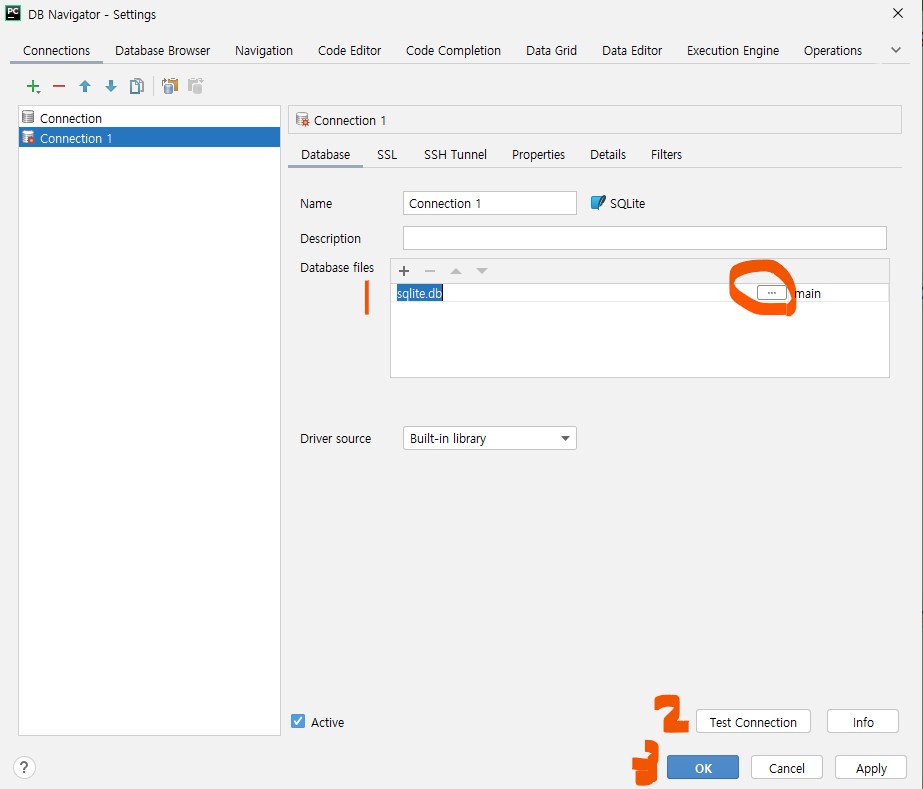 PC DB Navigator - Settings
Connections Database Browser Navigation Code Editor Code Completion Data Grid Data Editor Execution Engine Operations
Connection
Connection 1
Connection 1
Database SSL SSH Tunnel Properties Details Filters
Name Connection 1 SQLite
Description
Database files
1 sqlite.db ... main
Driver source Built-in library
Active
2 Test Connection Info
3 OK Cancel Apply
?